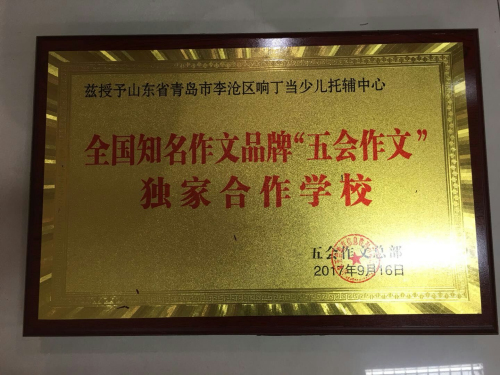 兹授予山东省青岛市李沧区响丁当少儿托辅中心
全国知名作文品牌“五会作文”
独家合作学校
五会作文总部
2017年9月16日